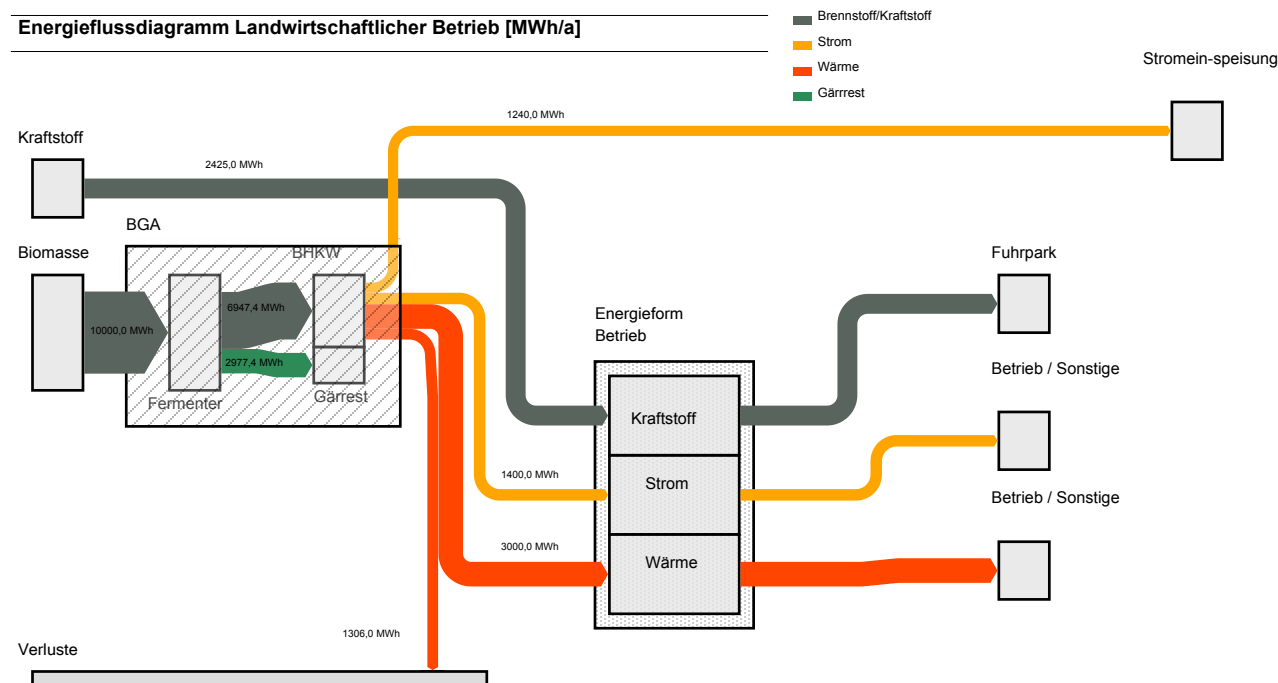 Energieflussdiagramm Landwirtschaftlicher Betrieb [MWh/a]
Brennstoff/Kraftstoff
Strom
Wärme
Gärrrest
Stromein-speisung
1240,0 MWh
Kraftstoff
2425,0 MWh
BGA
Biomasse
BHKW
Fuhrpark
10000,0 MWh
6947,4 MWh
2977,4 MWh
Fermenter
Gärrest
Energieform
Betrieb
Betrieb / Sonstige
Kraftstoff
Strom
1400,0 MWh
Betrieb / Sonstige
3000,0 MWh
Wärme
1306,0 MWh
Verluste